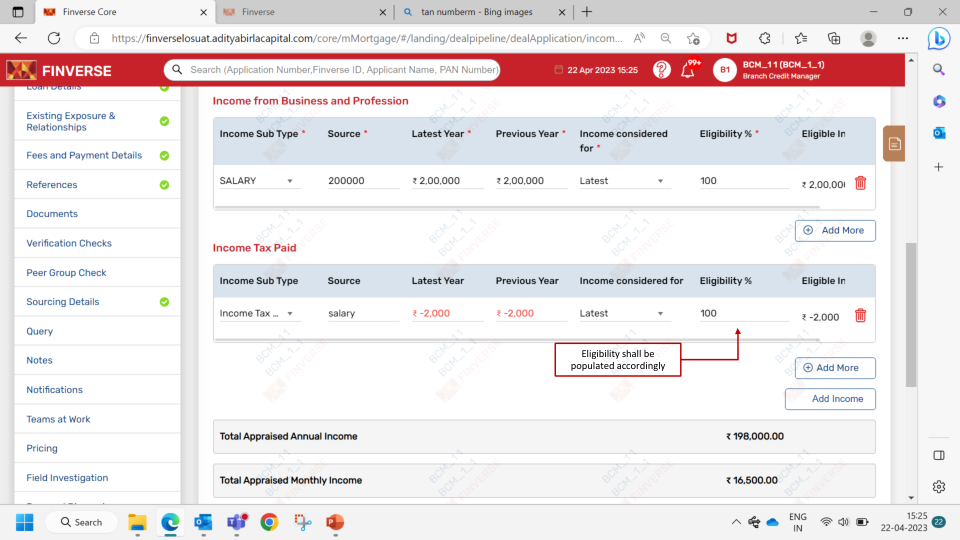 Finverse Core
Finverse
tan numberm - Bing images
https://finverselosuat.adityabirlacapital.com/core/mMortgage/#/landing/dealpipeline/dealApplication/incom...
FINVERSE
Search (Application Number,Finverse ID, Applicant Name, PAN Number)
22 Apr 2023 15:25
99+
B1
BCM_1 1 (BCM_1_1)
Branch Credit Manager
Loan Details
Existing Exposure &
Relationships
Fees and Payment Details
References
Documents
Verification Checks
Peer Group Check
Sourcing Details
Query
Notes
Notifications
Teams at Work
Pricing
Field Investigation
Income from Business and Profession
Income Sub Type * Source * Latest Year * Previous Year * Income considered for * Eligibility % * Eligible In
SALARY 200000 ₹ 2,00,000 ₹ 2,00,000 Latest 100 ₹ 2,00,00
Add More
Income Tax Paid
Income Sub Type Source Latest Year Previous Year Income considered for Eligibility % Eligible In
Income Tax ... salary ₹ -2,000 ₹ -2,000 Latest 100 ₹ -2,000
Eligibility shall be
populated accordingly
Add More
Add Income
Total Appraised Annual Income ₹ 198,000.00
Total Appraised Monthly Income ₹ 16,500.00
BCM_1 1
BCM_1_1
FINVERSE
Search
ENG
IN
15:25
22-04-2023
22